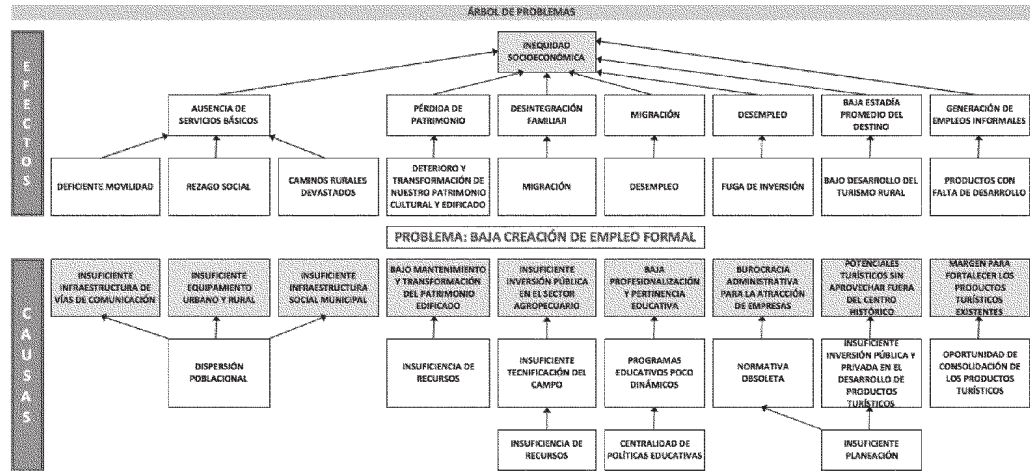 ÁRBOL DE PROBLEMAS
EFECTOS
INEQUIDAD
SOCIOECONÓMICA
AUSENCIA DE
SERVICIOS BÁSICOS
PÉRDIDA DE
PATRIMONIO
DESINTEGRACIÓN
FAMILIAR
MIGRACIÓN
DESEMPLEO
BAJA ESTADÍA
PROMEDIO DEL
DESTINO
GENERACIÓN DE
EMPLEOS INFORMALES
DEFICIENTE MOVILIDAD
REZAGO SOCIAL
CAMINOS RURALES
DEVASTADOS
DETERIORO Y
TRANSFORMACIÓN DE
NUESTRO PATRIMONIO
CULTURAL Y EDIFICADO
MIGRACIÓN
DESEMPLEO
FUGA DE INVERSIÓN
BAJO DESARROLLO DEL
TURISMO RURAL
PRODUCTOS CON
FALTA DE DESARROLLO
PROBLEMA: BAJA CREACIÓN DE EMPLEO FORMAL
CAUSAS
INSUFICIENTE
INFRAESTRUCTURA DE
VÍAS DE COMUNICACIÓN
INSUFICIENTE
EQUIPAMIENTO
URBANO Y RURAL
INSUFICIENTE
INFRAESTRUCTURA
SOCIAL MUNICIPAL
BAJO MANTENIMIENTO
Y TRANSFORMACIÓN
DEL PATRIMONIO
EDIFICADO
INSUFICIENTE
INVERSIÓN PÚBLICA
EN EL SECTOR
AGROPECUARIO
BAJA
PROFESIONALIZACIÓN
Y PERTINENCIA
EDUCATIVA
BUROCRACIA
ADMINISTRATIVA
PARA LA ATRACCIÓN
DE EMPRESAS
POTENCIALES
TURÍSTICOS SIN
APROVECHAR FUERA
DEL CENTRO
HISTÓRICO
MARGEN PARA
FORTALECER LOS
PRODUCTOS
TURÍSTICOS
EXISTENTES
DISPERSIÓN
POBLACIONAL
INSUFICIENCIA DE
RECURSOS
INSUFICIENTE
TECNIFICACIÓN DEL
CAMPO
PROGRAMAS
EDUCATIVOS POCO
DINÁMICOS
NORMATIVA
OBSOLETA
INSUFICIENTE
INVERSIÓN PÚBLICA Y
PRIVADA EN EL
DESARROLLO DE
PRODUCTOS
TURÍSTICOS
OPORTUNIDAD DE
CONSOLIDACIÓN DE
LOS PRODUCTOS
TURÍSTICOS
INSUFICIENCIA DE
RECURSOS
CENTRALIDAD DE
POLÍTICAS EDUCATIVAS
INSUFICIENTE
PLANEACIÓN